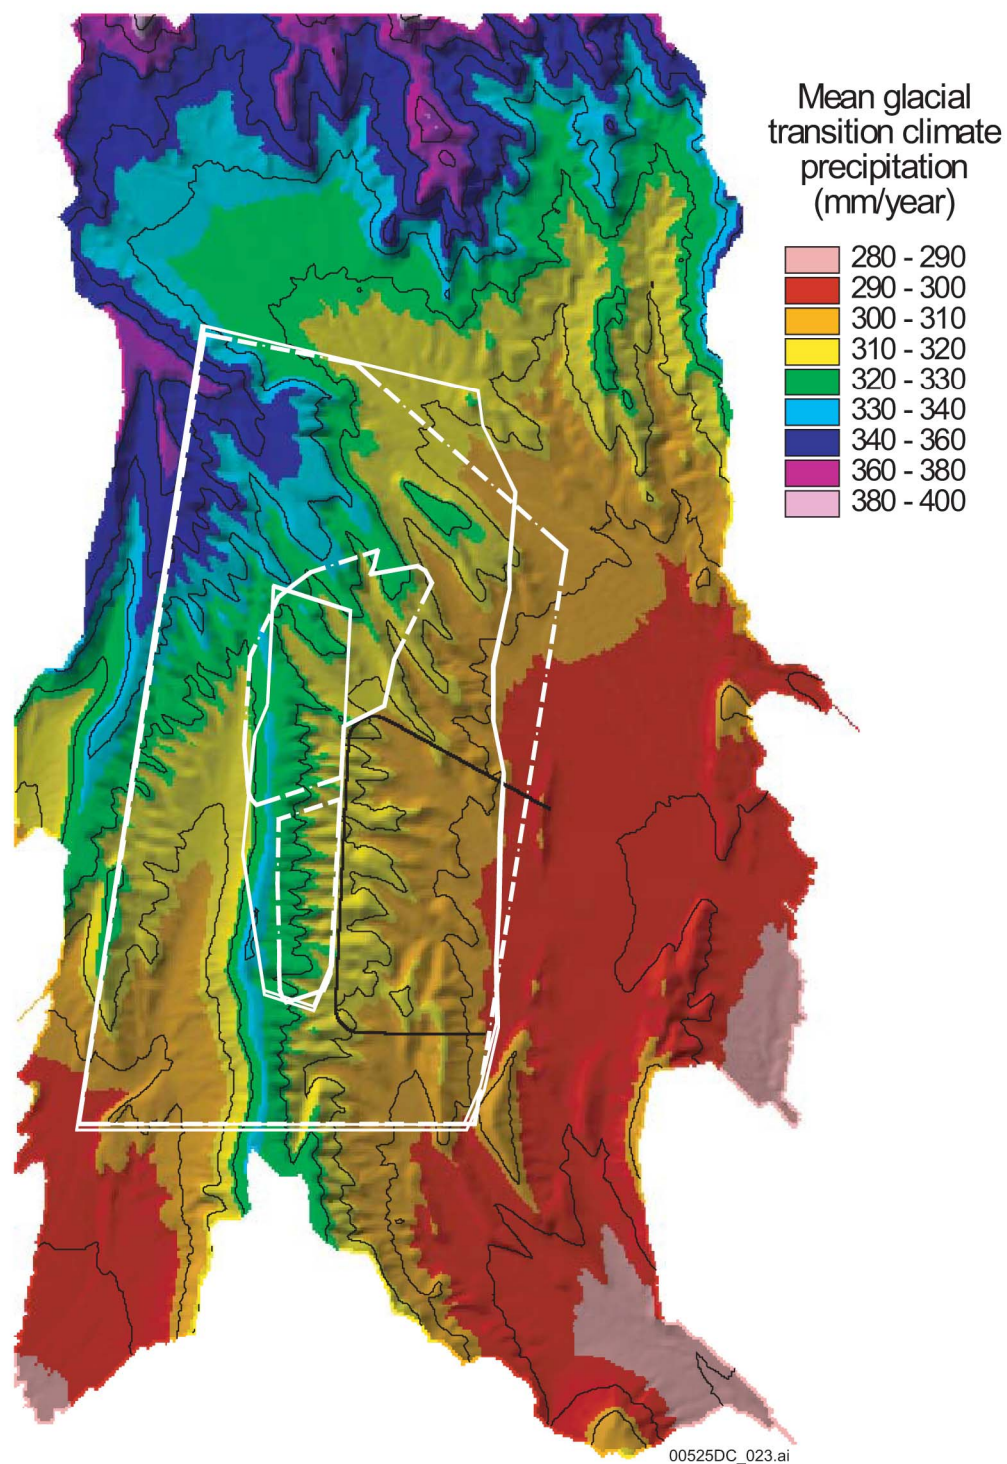 Mean glacial
transition climate
precipitation
(mm/year)
280 - 290
290 - 300
300 - 310
310 - 320
320 - 330
330 - 340
340 - 360
360 - 380
380 - 400
00525DC_023.ai